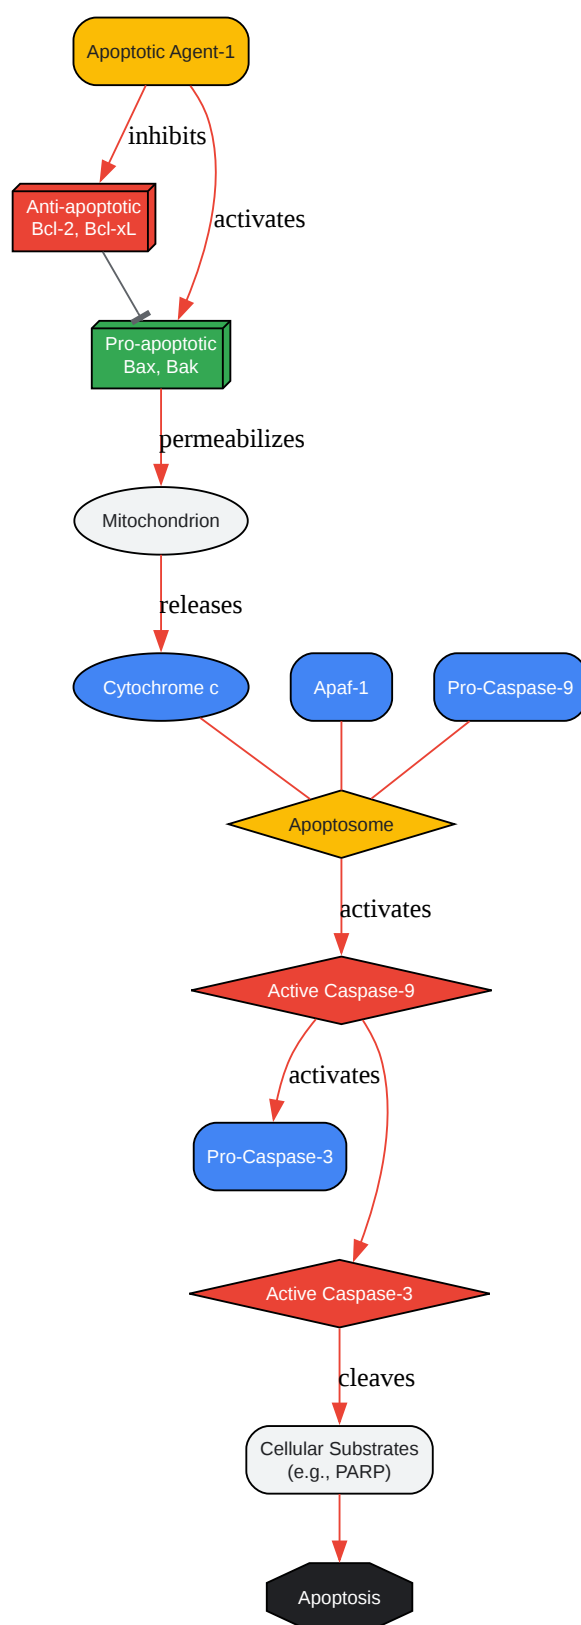 Apoptotic Agent-1
inhibits
activates
Anti-apoptotic
Bcl-2, Bcl-xL
Pro-apoptotic
Bax, Bak
permeabilizes
Mitochondrion
releases
Cytochrome c
Apaf-1
Pro-Caspase-9
Apoptosome
activates
Active Caspase-9
activates
Pro-Caspase-3
Active Caspase-3
cleaves
Cellular Substrates
(e.g., PARP)
Apoptosis